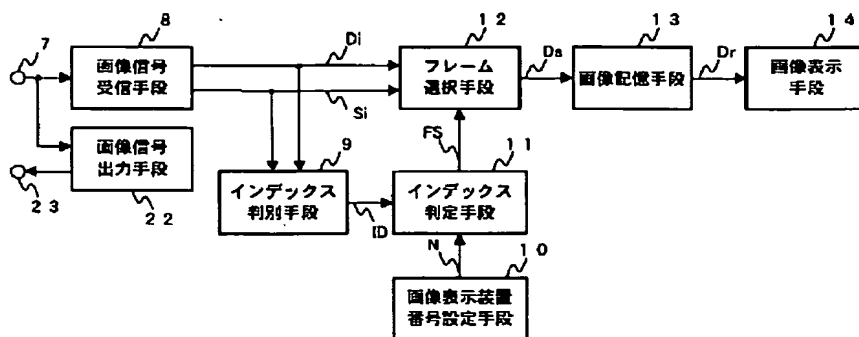 8
7
画像信号
受信手段
Di
Si
12
フレーム
選択手段
Da
13
画像記憶手段
Dr
14
画像表示
手段
画像信号
出力手段
23
22
9
インデックス
判別手段
ID
FS
11
インデックス
判定手段
N
10
画像表示装置
番号設定手段